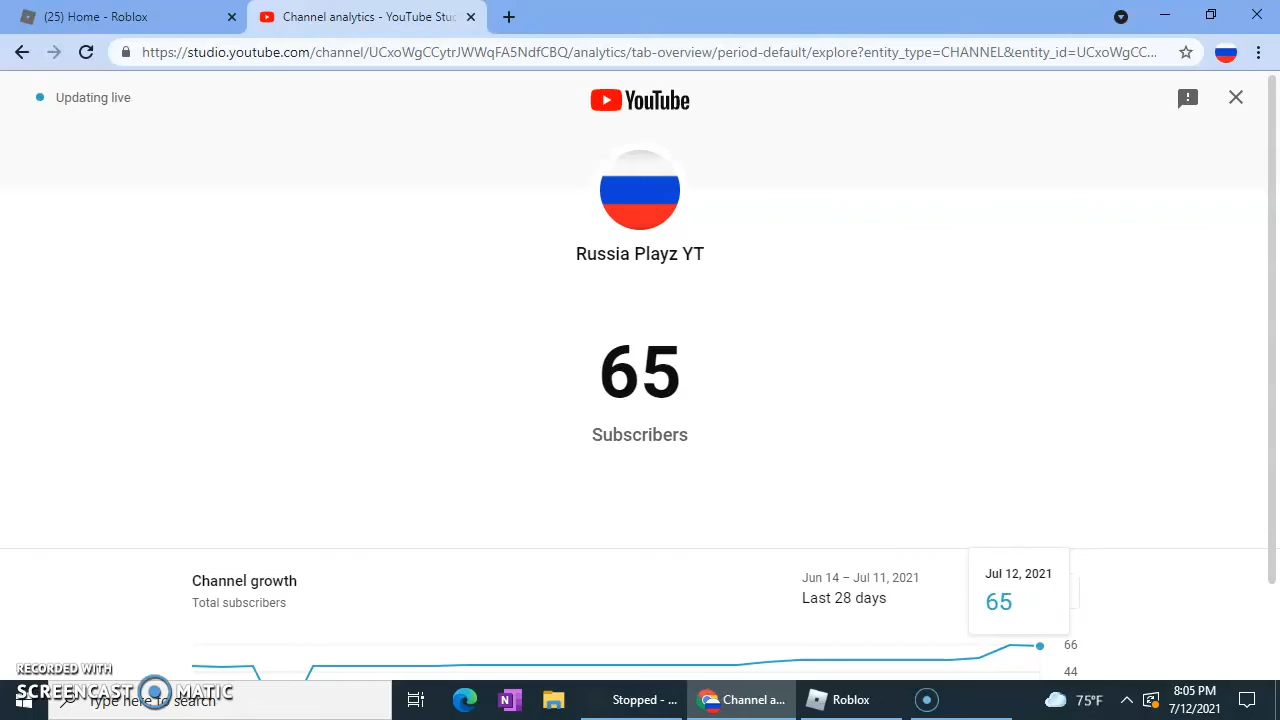 (25) Home - Roblox
Channel analytics - YouTube Stu
https://studio.youtube.com/channel/UCxoWgCCytrJWWqFA5NdfCBQ/analytics/tab-overview/period-default/explore?entity_type=CHANNEL&entity_id=UCxoWgCC...
Updating live
YouTube
Russia Playz YT
65
Subscribers
Channel growth
Total subscribers
Jun 14 – Jul 11, 2021
Last 28 days
Jul 12, 2021
65
66
44
RECORDED WITH
SCREENCAST MATIC
Type here to search
Stopped - ...
Channel a...
Roblox
75°F
8:05 PM
7/12/2021